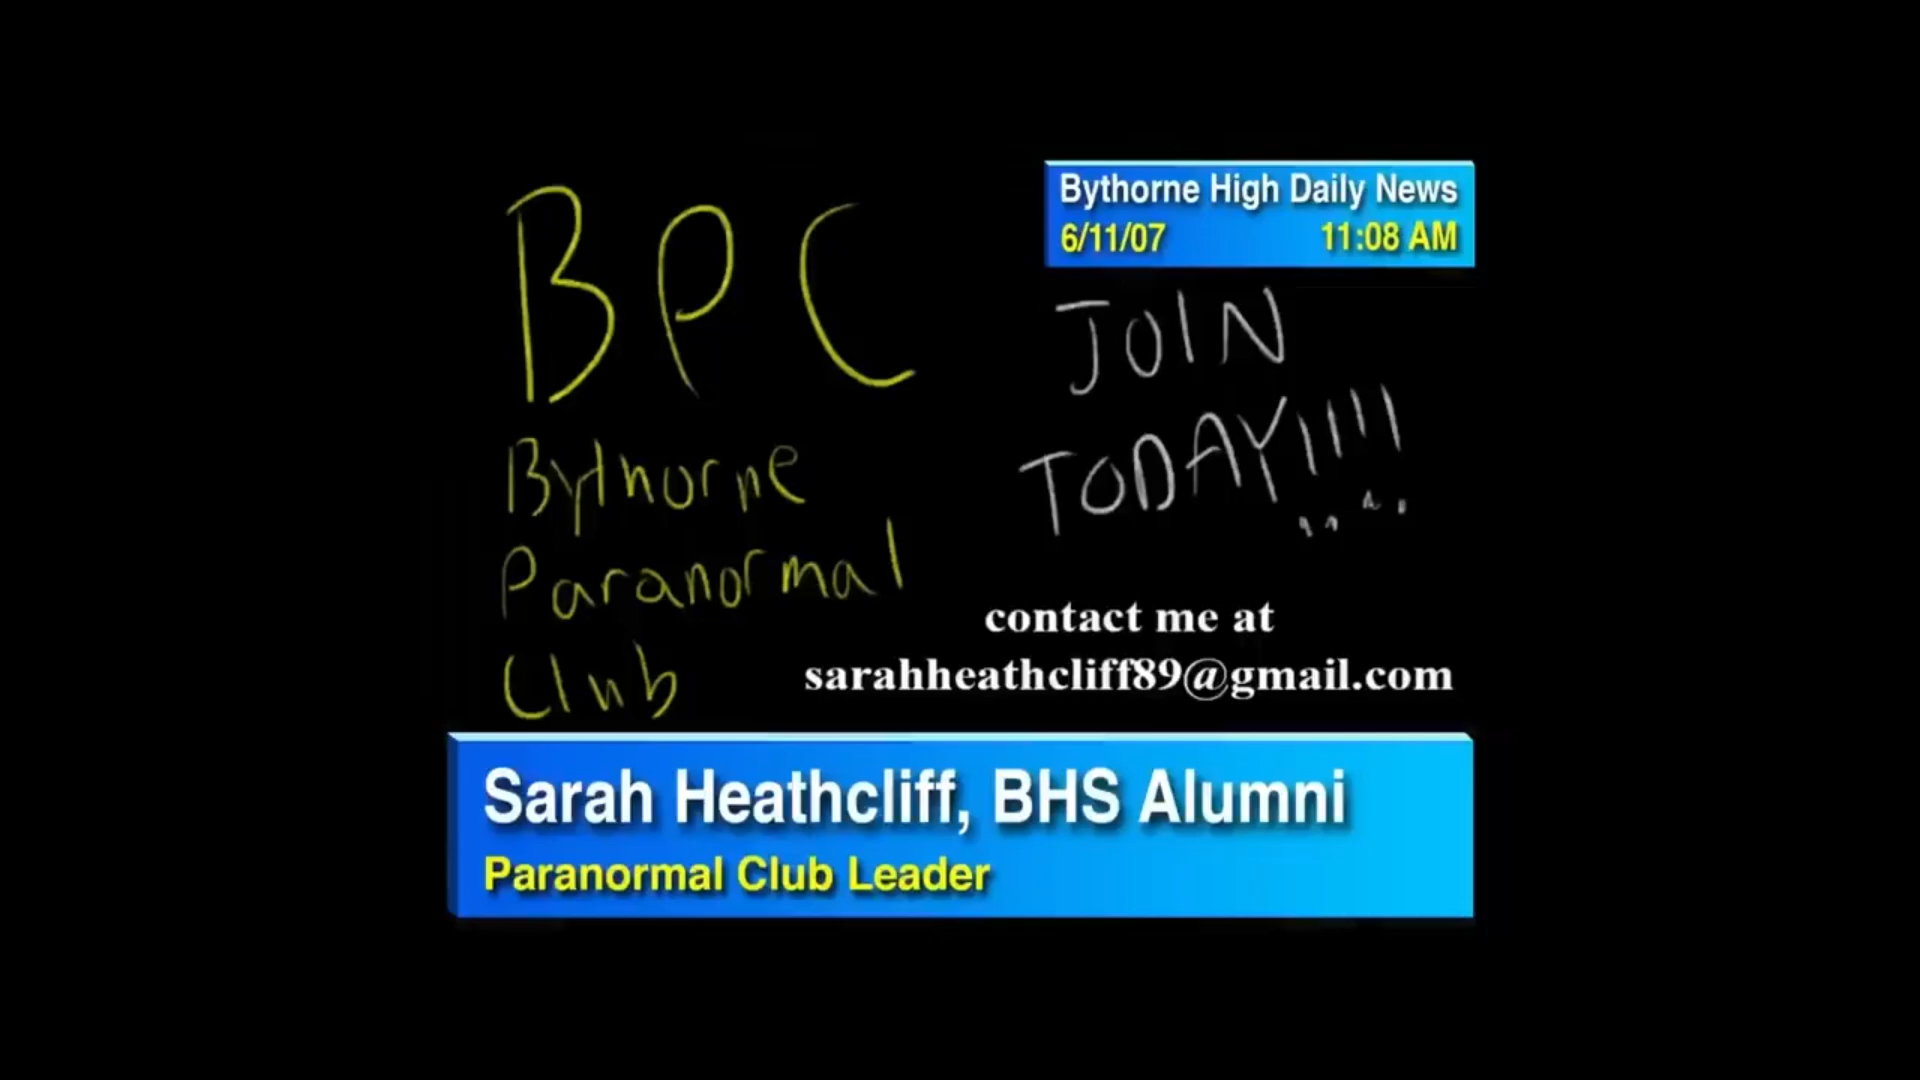 BPC
Bythorne
Paranormal
Club
Bythorne High Daily News
6/11/07 11:08 AM
JOIN
TODAY!!!!
contact me at
sarahheathcliff89@gmail.com
Sarah Heathcliff, BHS Alumni
Paranormal Club Leader